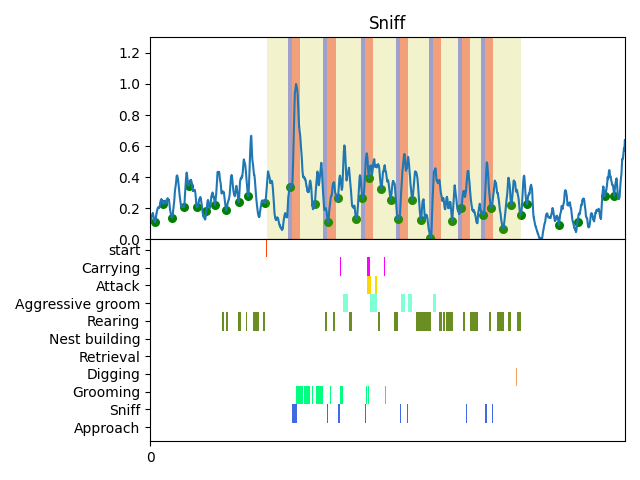 Sniff
1.2
1.0
0.8
0.6
0.4
0.2
0.0
start
Carrying
Attack
Aggressive groom
Rearing
Nest building
Retrieval
Digging
Grooming
Sniff
Approach
0